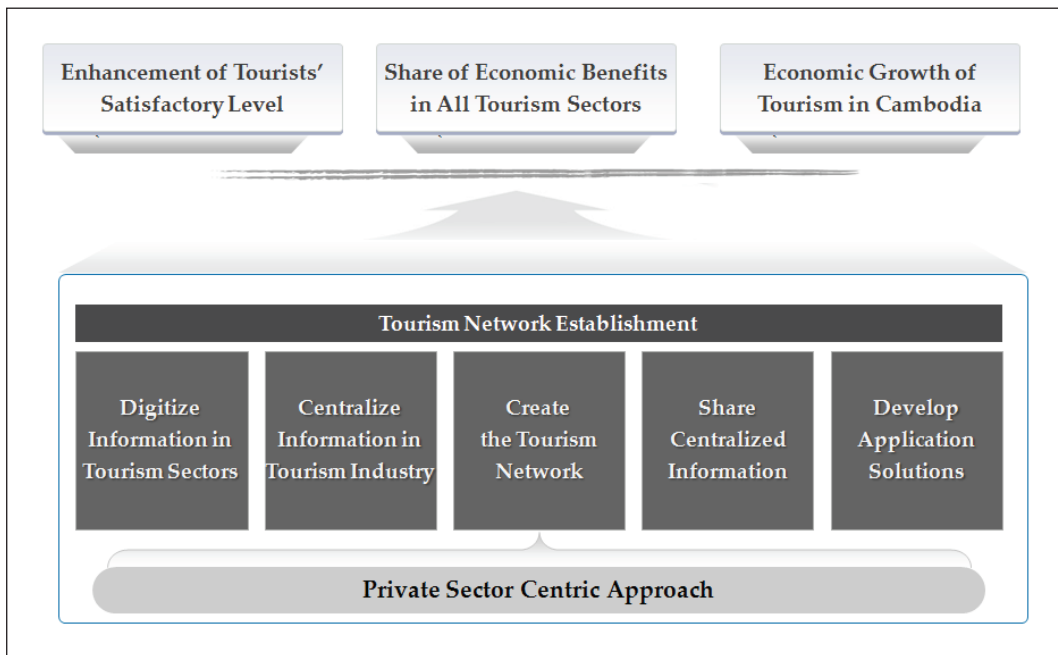 Enhancement of Tourists'
Satisfactory Level
Share of Economic Benefits
in All Tourism Sectors
Economic Growth of
Tourism in Cambodia
Tourism Network Establishment
Digitize
Information in
Tourism Sectors
Centralize
Information in
Tourism Industry
Create
the Tourism
Network
Share
Centralized
Information
Develop
Application
Solutions
Private Sector Centric Approach